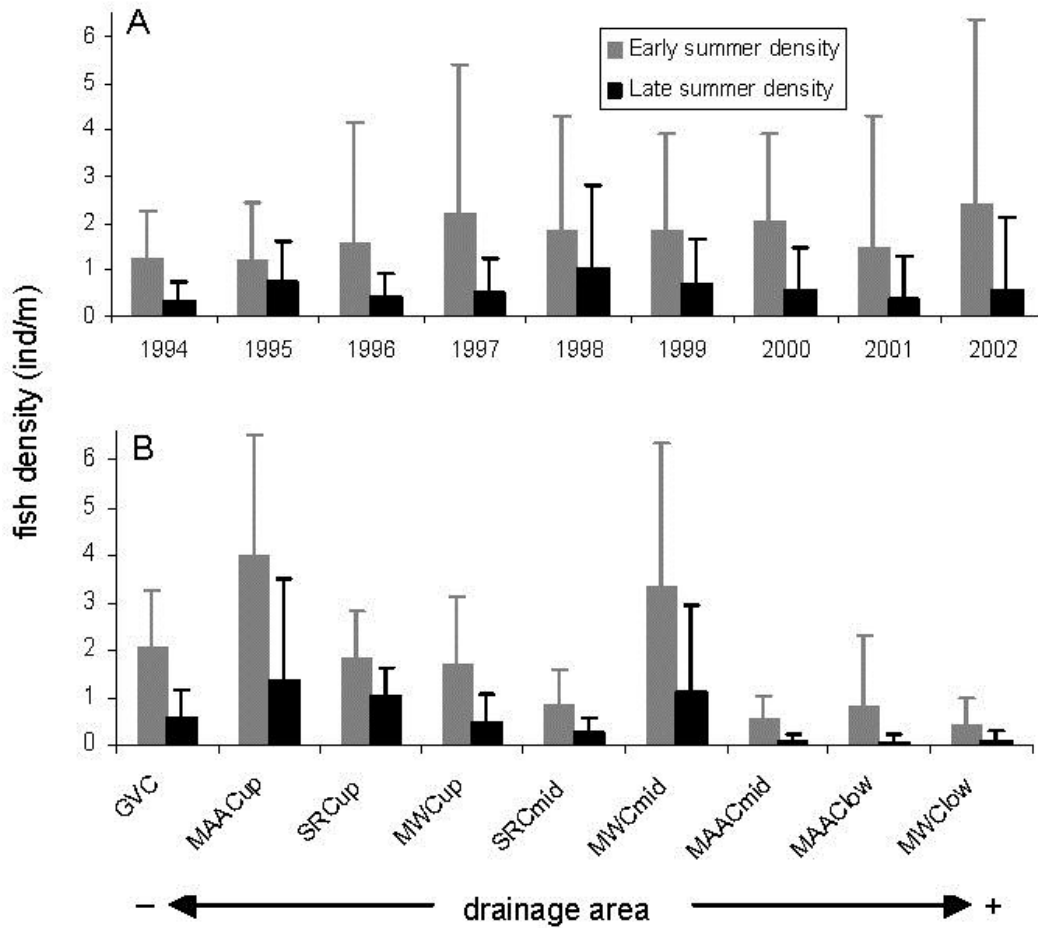 A
Early summer density
Late summer density
6
5
4
3
2
1
0
1994 1995 1996 1997 1998 1999 2000 2001 2002
fish density (ind/m)
B
6
5
4
3
2
1
0
GVC MAACup SRCup MWCup SRCmid MWCmid MAACmid MAAClow MWClow
– drainage area +